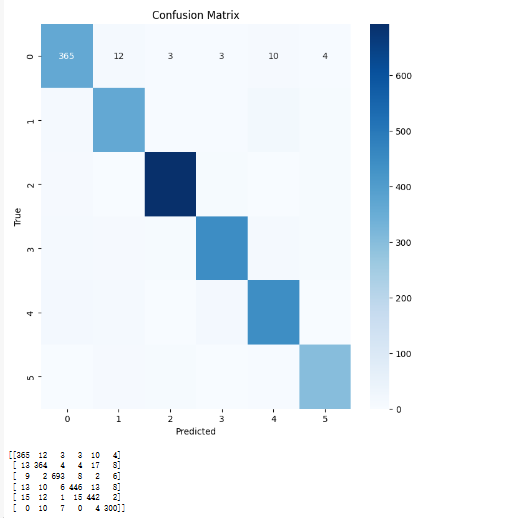 Confusion Matrix
0 365 12 3 3 10 4
1
2
3
4
5
True
0 1 2 3 4 5
Predicted
600
500
400
300
200
100
0
[[365 12 3 3 10 4]
[ 13 364 4 4 17 8]
[ 9 2 693 8 2 6]
[ 13 10 6 446 13 8]
[ 15 12 1 15 442 2]
[ 0 10 7 0 4 300]]